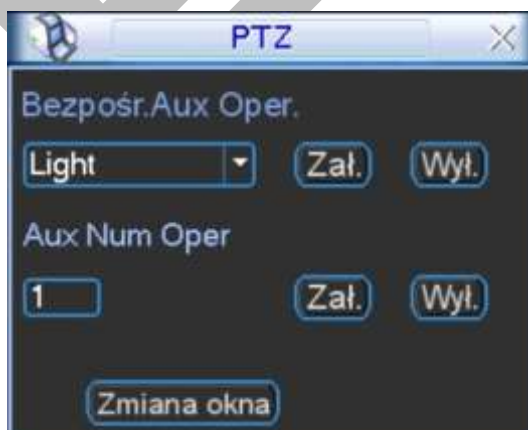 PTZ
Bezpośr.Aux Oper.
Light Zał. Wył.
Aux Num Oper
1 Zał. Wył.
Zmiana okna